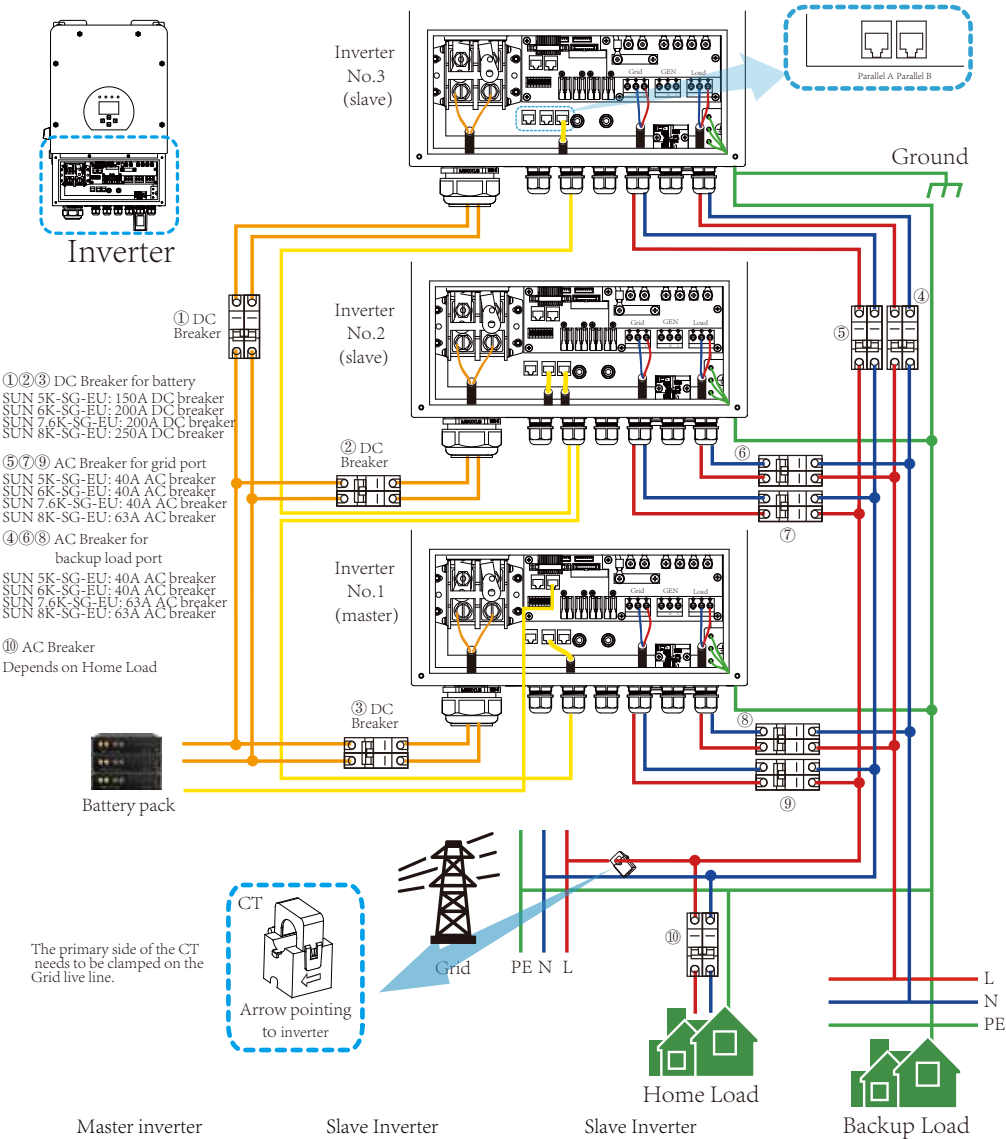 Inverter
No.3
(slave)
Grid
GEN
Load
Parallel A Parallel B
Ground
Inverter
① DC
Breaker
Inverter
No.2
(slave)
Grid
GEN
Load
④
⑤
①②③ DC Breaker for battery
SUN 5K-SG-EU: 150A DC breaker
SUN 6K-SG-EU: 200A DC breaker
SUN 7.6K-SG-EU: 200A DC breaker
SUN 8K-SG-EU: 250A DC breaker
② DC
Breaker
⑥
⑦
⑤⑦⑨ AC Breaker for grid port
SUN 5K-SG-EU: 40A AC breaker
SUN 6K-SG-EU: 40A AC breaker
SUN 7.6K-SG-EU: 40A AC breaker
SUN 8K-SG-EU: 63A AC breaker
④⑥⑧ AC Breaker for
backup load port
SUN 5K-SG-EU: 40A AC breaker
SUN 6K-SG-EU: 40A AC breaker
SUN 7.6K-SG-EU: 63A AC breaker
SUN 8K-SG-EU: 63A AC breaker
⑩ AC Breaker
Depends on Home Load
Inverter
No.1
(master)
Grid
GEN
Load
③ DC
Breaker
⑧
⑨
Battery pack
CT
Arrow pointing
to inverter
The primary side of the CT
needs to be clamped on the
Grid live line.
Grid
PE N L
⑩
L
N
PE
Home Load
Backup Load
Master inverter
Slave Inverter
Slave Inverter